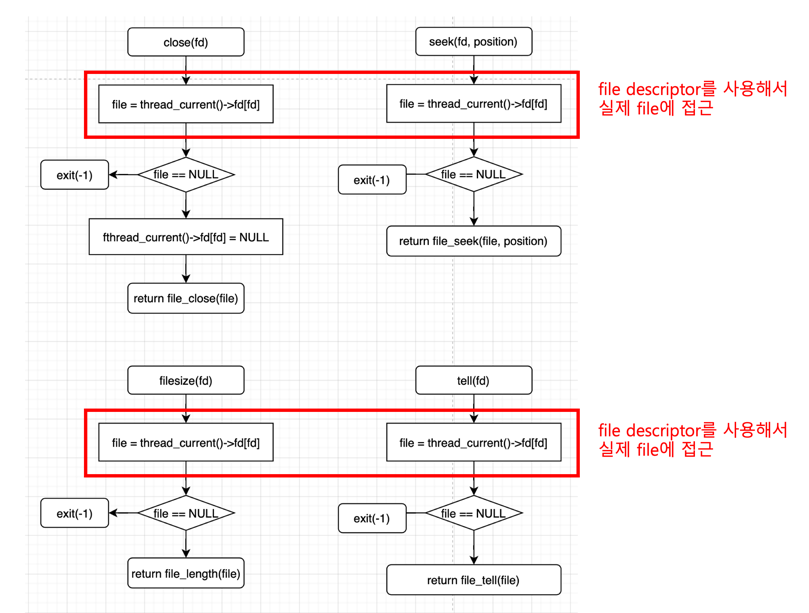 close(fd)
file = thread_current()->fd[fd]
file == NULL
exit(-1)
fthread_current()->fd[fd] = NULL
return file_close(file)
seek(fd, position)
file = thread_current()->fd[fd]
file == NULL
exit(-1)
return file_seek(file, position)
file descriptor를 사용해서
실제 file에 접근
filesize(fd)
file = thread_current()->fd[fd]
file == NULL
exit(-1)
return file_length(file)
tell(fd)
file = thread_current()->fd[fd]
file == NULL
exit(-1)
return file_tell(file)
file descriptor를 사용해서
실제 file에 접근